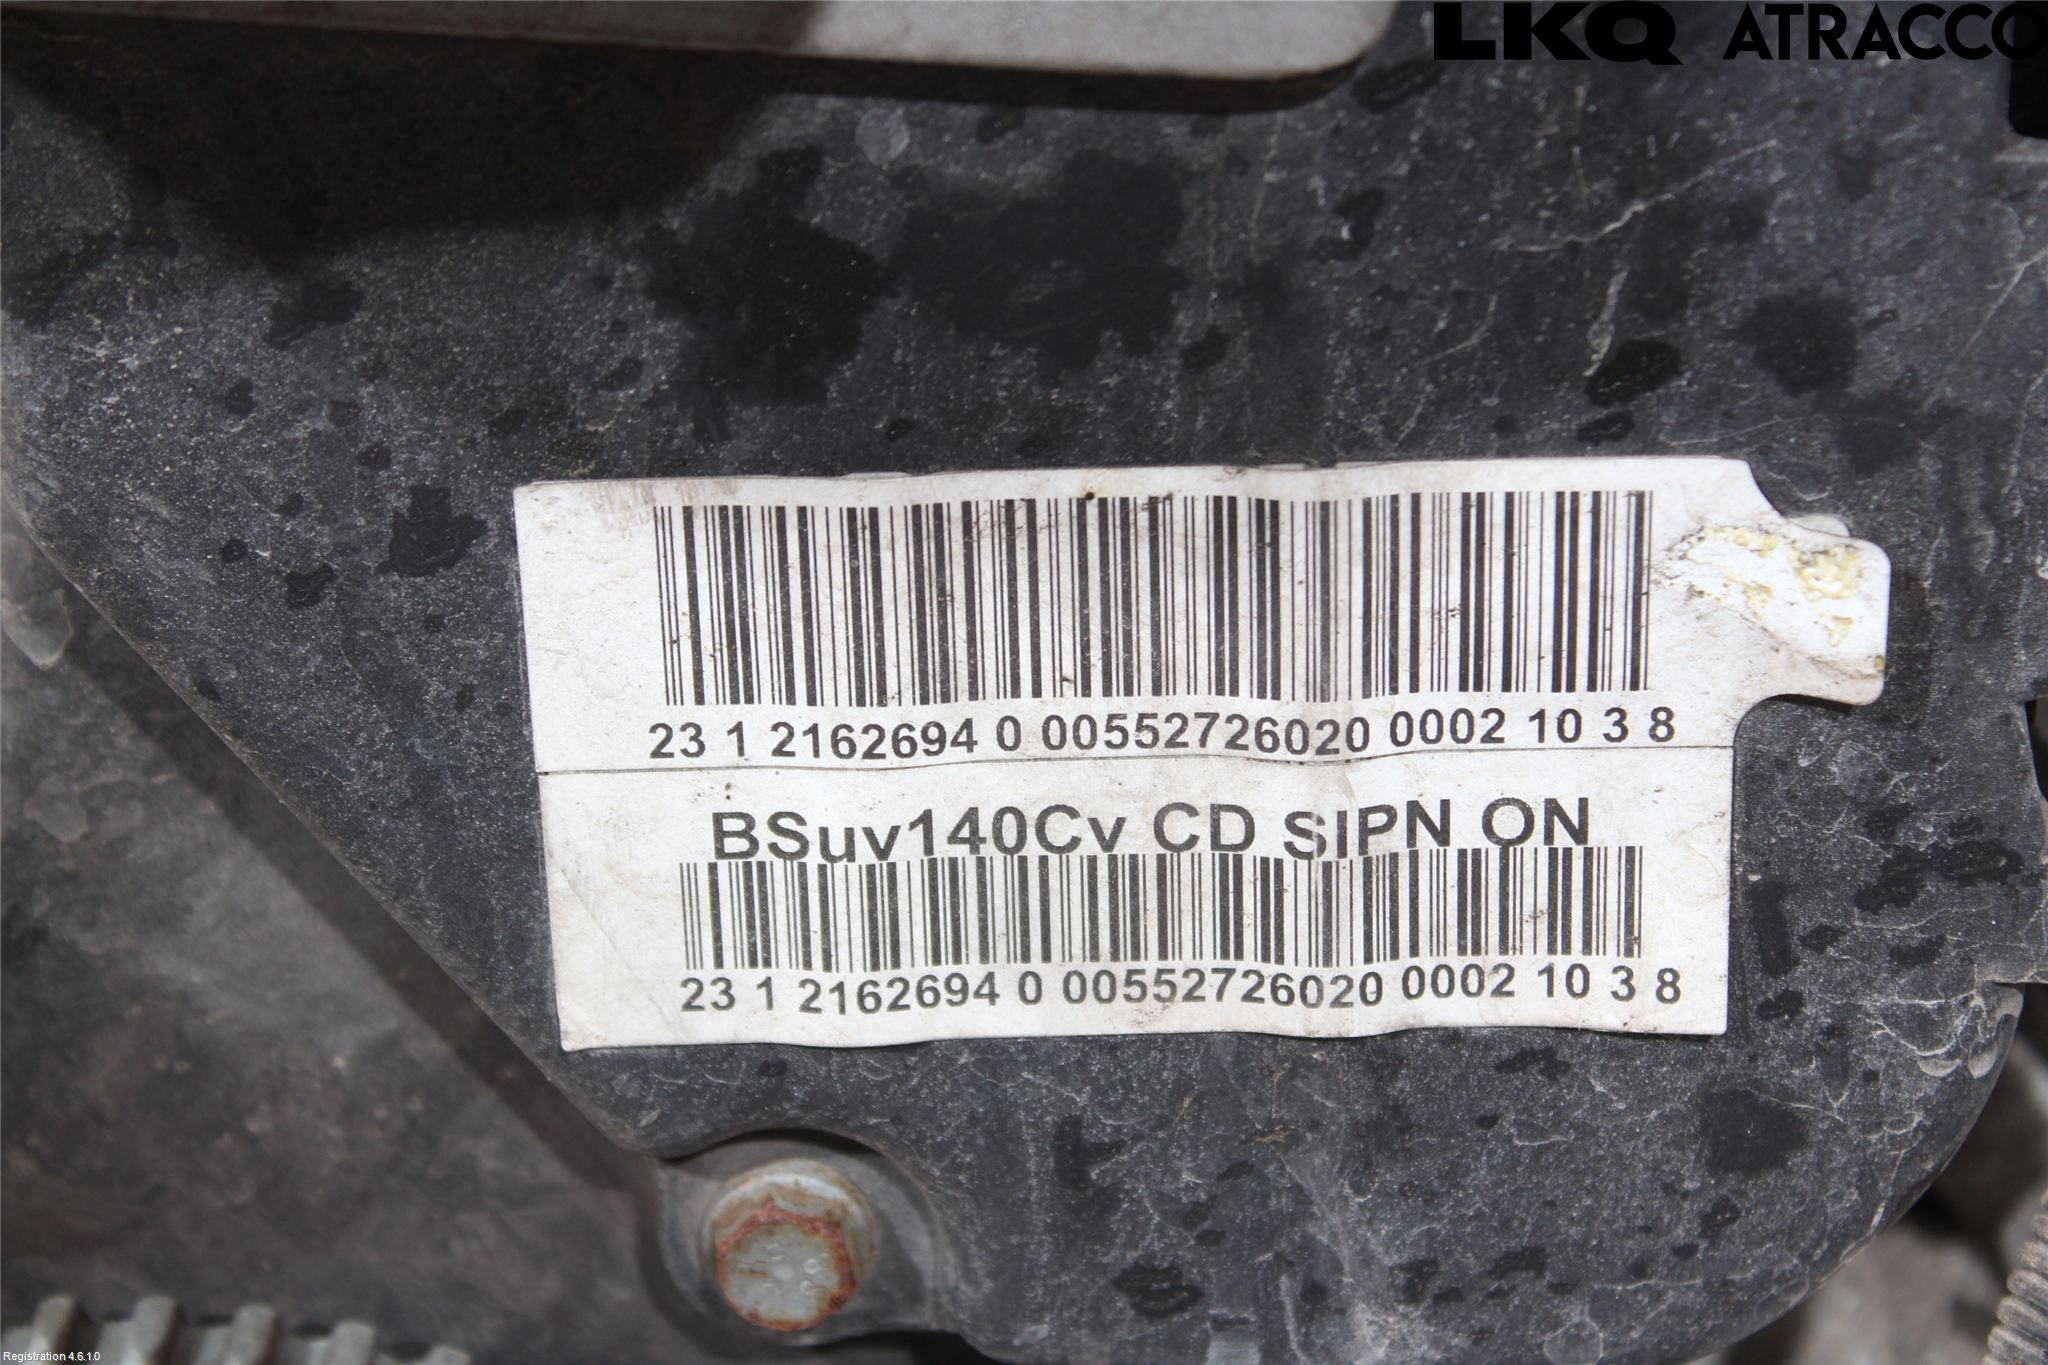 LKQ ATRACCO
23 1 2162694 0 00552726020 0002 10 3 8
BSuv140Cv CD SIPN ON
23 1 2162694 0 00552726020 0002 10 3 8
Registration 4.6.1.0